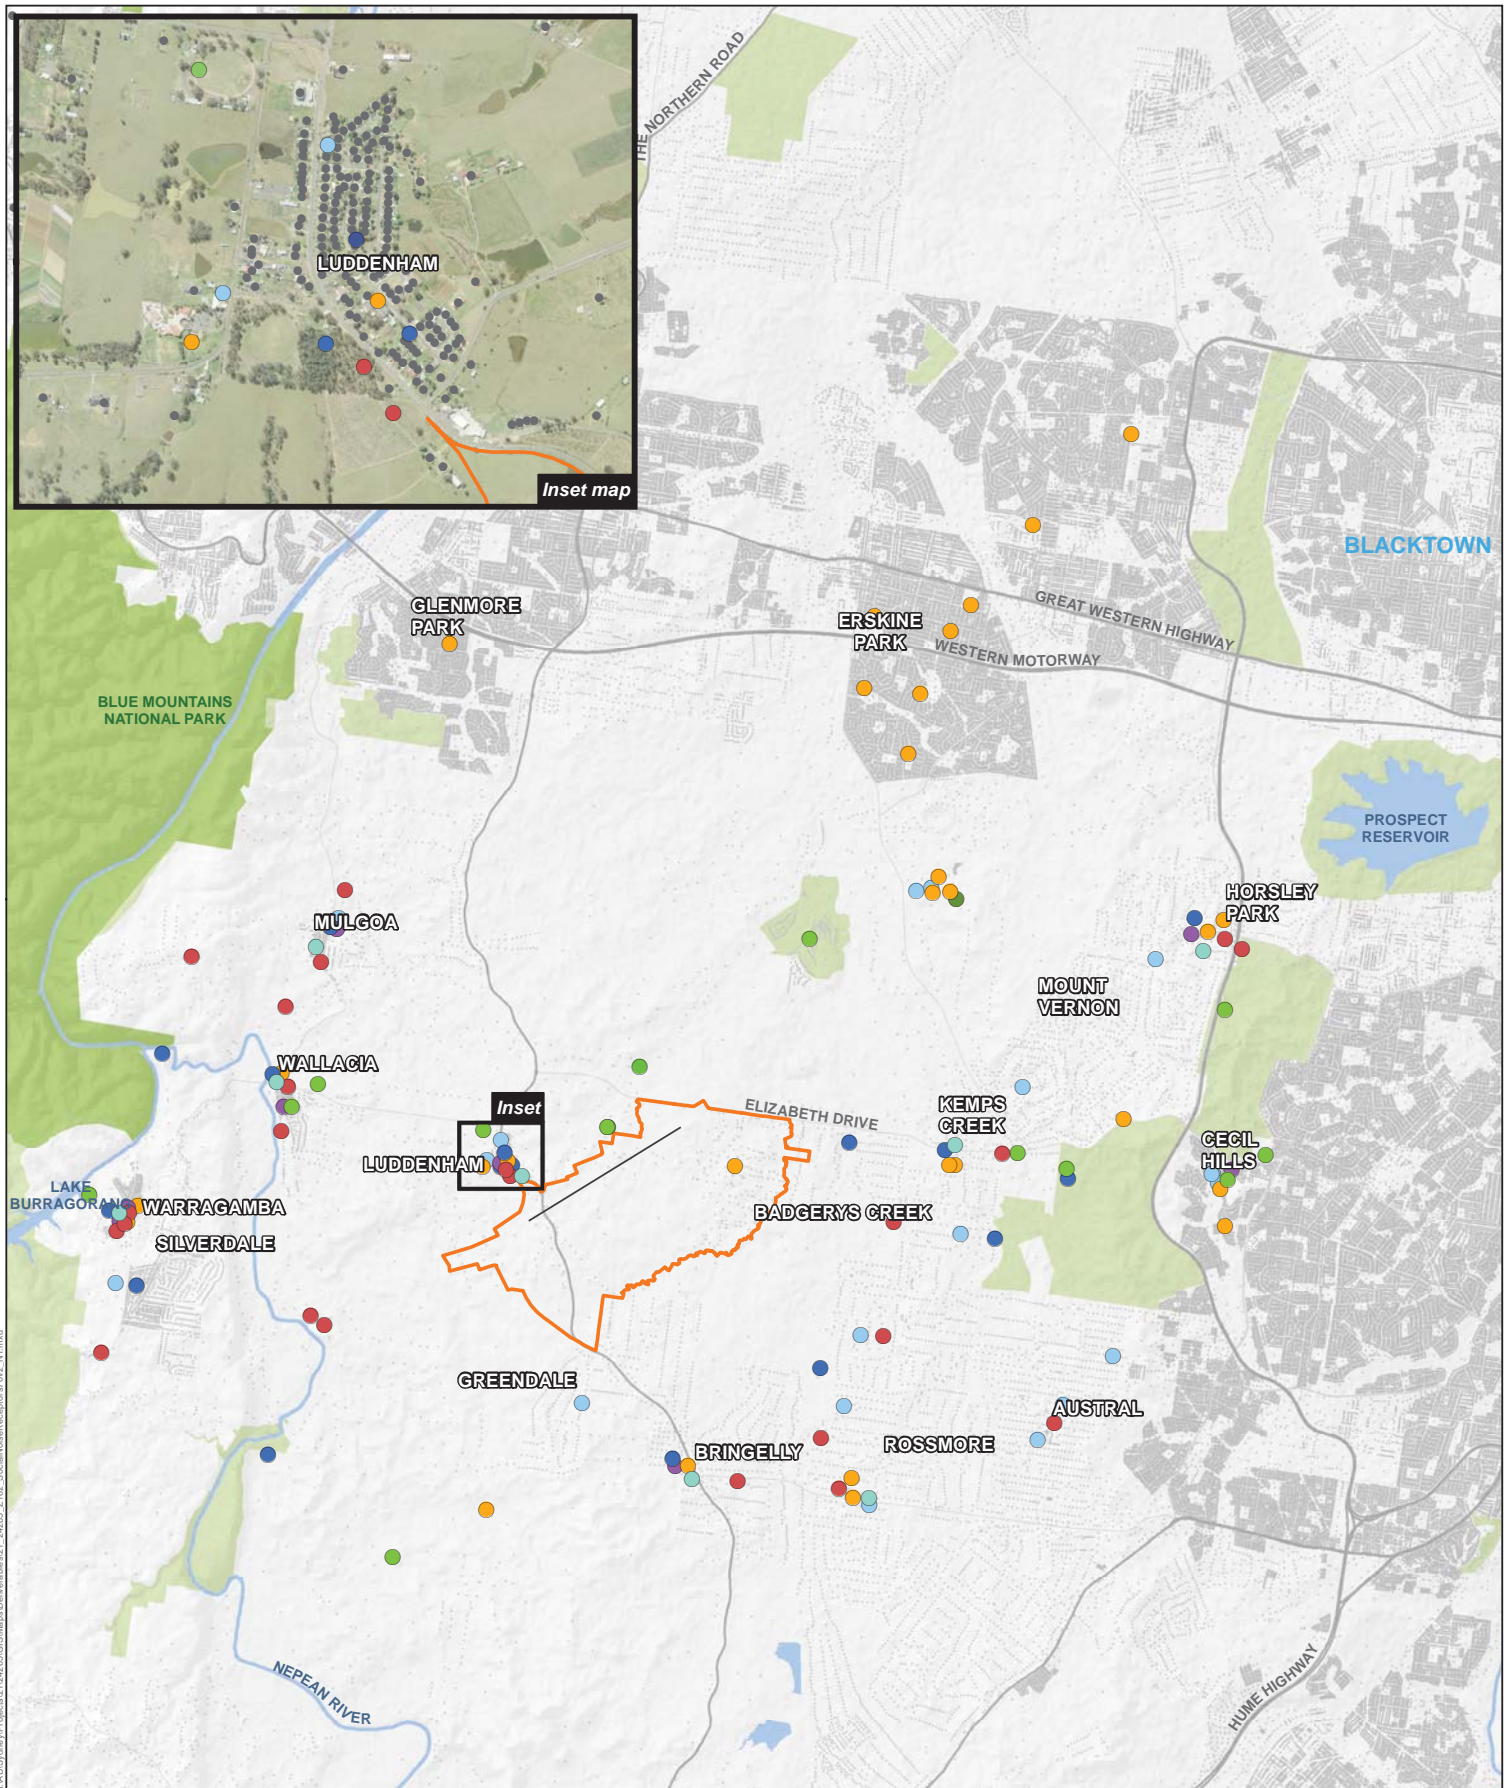 THE NORTHERN ROAD
LUDDENHAM
Inset map
BLACKTOWN
GLENMORE
PARK
ERSKINE
PARK
GREAT WESTERN HIGHWAY
WESTERN MOTORWAY
BLUE MOUNTAINS
NATIONAL PARK
PROSPECT
RESERVOIR
HORSLEY
PARK
MULGOA
MOUNT
VERNON
WALLACIA
Inset
ELIZABETH DRIVE
KEMPS
CREEK
CECIL
HILLS
LUDDENHAM
LAKE
BURRAGORANG
WARRAGAMBA
BADGERYS CREEK
SILVERDALE
GREENDALE
AUSTRAL
BRINGELLY
ROSSMORE
NEPEAN RIVER
HUME HIGHWAY